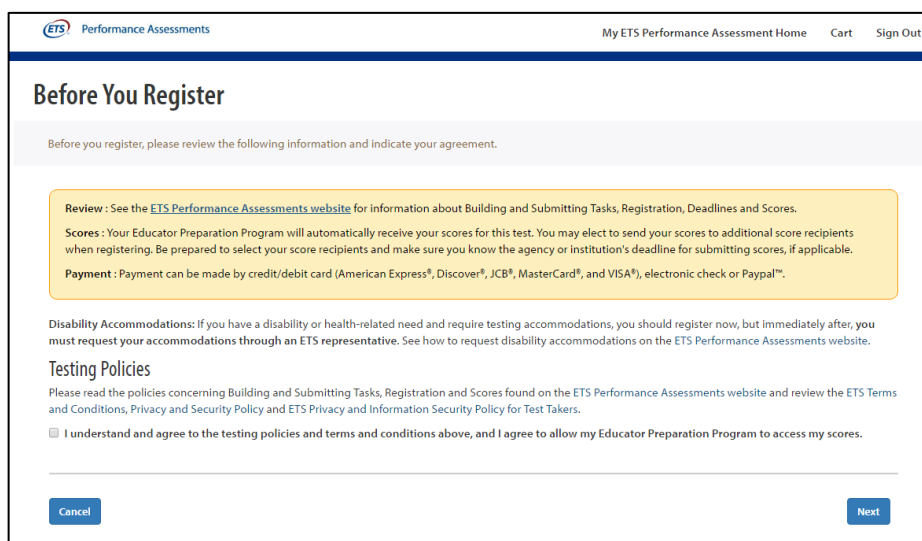 ETS Performance Assessments
My ETS Performance Assessment Home Cart Sign Out
Before You Register
Before you register, please review the following information and indicate your agreement.
Review : See the ETS Performance Assessments website for information about Building and Submitting Tasks, Registration, Deadlines and Scores.
Scores : Your Educator Preparation Program will automatically receive your scores for this test. You may elect to send your scores to additional score recipients
when registering. Be prepared to select your score recipients and make sure you know the agency or institution's deadline for submitting scores, if applicable.
Payment : Payment can be made by credit/debit card (American Express®, Discover®, JCB®, MasterCard®, and VISA®), electronic check or Paypal™.
Disability Accommodations: If you have a disability or health-related need and require testing accommodations, you should register now, but immediately after, you
must request your accommodations through an ETS representative. See how to request disability accommodations on the ETS Performance Assessments website.
Testing Policies
Please read the policies concerning Building and Submitting Tasks, Registration and Scores found on the ETS Performance Assessments website and review the ETS Terms
and Conditions, Privacy and Security Policy and ETS Privacy and Information Security Policy for Test Takers.
I understand and agree to the testing policies and terms and conditions above, and I agree to allow my Educator Preparation Program to access my scores.
Cancel
Next